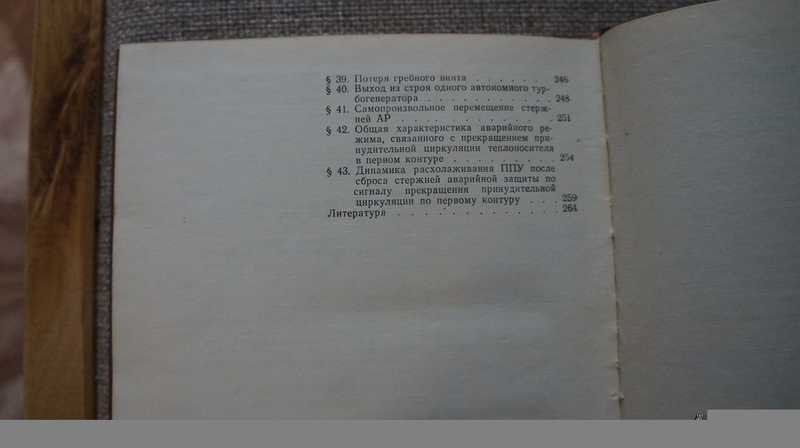 § 39. Потеря гребного винта . . . . . . 246
§ 40. Выход из строя одного автономного тур-
богенератора . . . . . . . . . . 248
§ 41. Самопроизвольное перемещение стерж-
ней АР . . . . . . . . . . . . 251
§ 42. Общая характеристика аварийного ре-
жима, связанного с прекращением при-
нудительной циркуляции теплоносителя
в первом контуре . . . . . . . . . 254
§ 43. Динамика расхолаживания ППУ после
сброса стержней аварийной защиты по
сигналу прекращения принудительной
циркуляции по первому контуру . . . 259
Литература . . . . . . . . . . . . 264